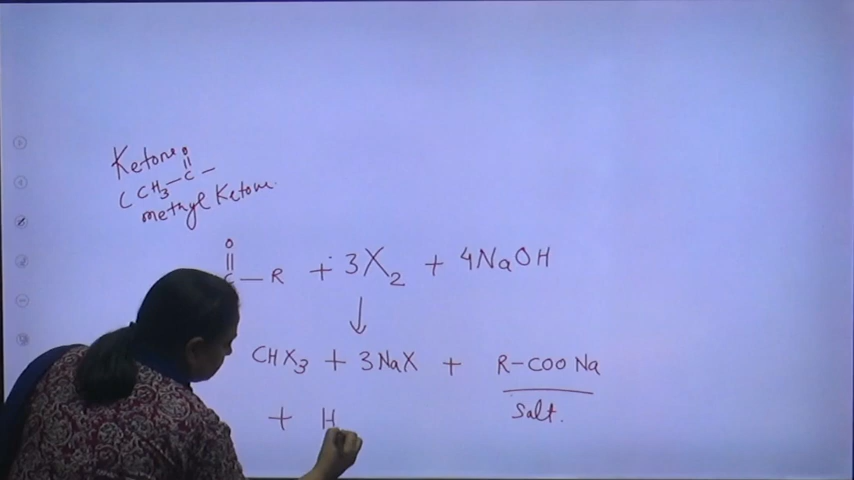 Ketone
O
||
( CH3-C-
methyl Ketone
O
||
C-R + 3X2 + 4NaOH
↓
CHX3 + 3NaX + R-COONa
Salt.
+ H